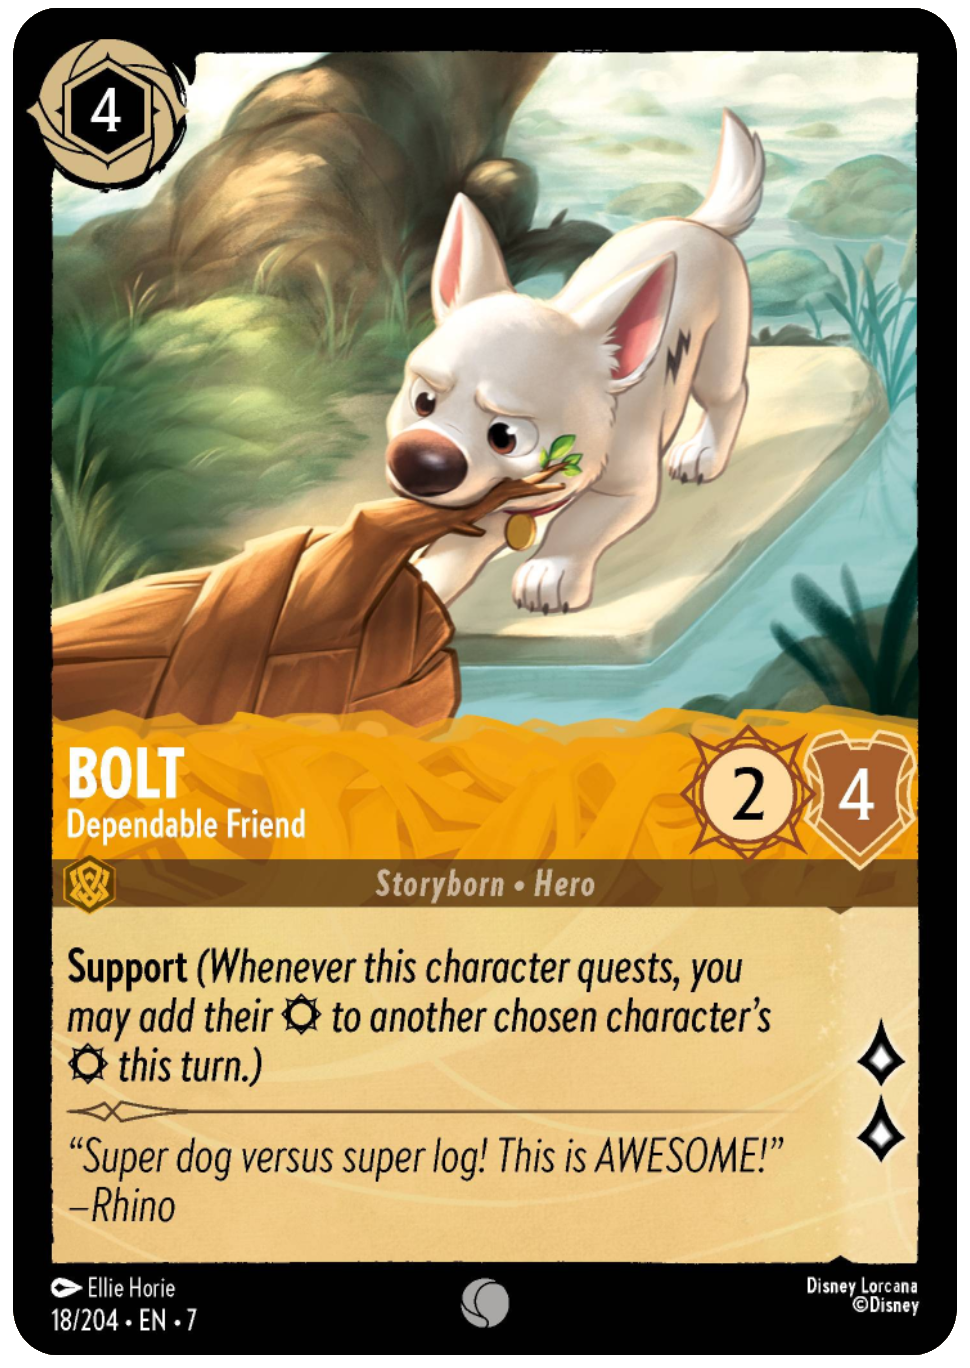 4
BOLT
Dependable Friend
2
4
Storyborn • Hero
Support (Whenever this character quests, you
may add their to another chosen character's
this turn.)
“Super dog versus super log! This is AWESOME!”
–Rhino
Ellie Horie
18/204 • EN • 7
Disney Lorcana
©Disney